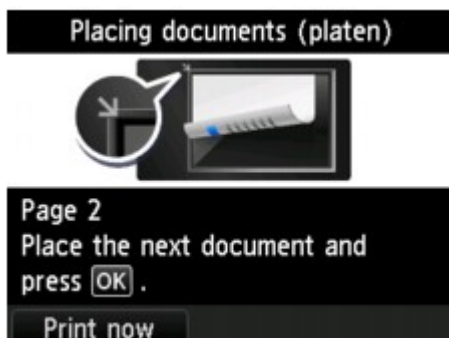 Placing documents (platen)
Page 2
Place the next document and
press OK .
Print now